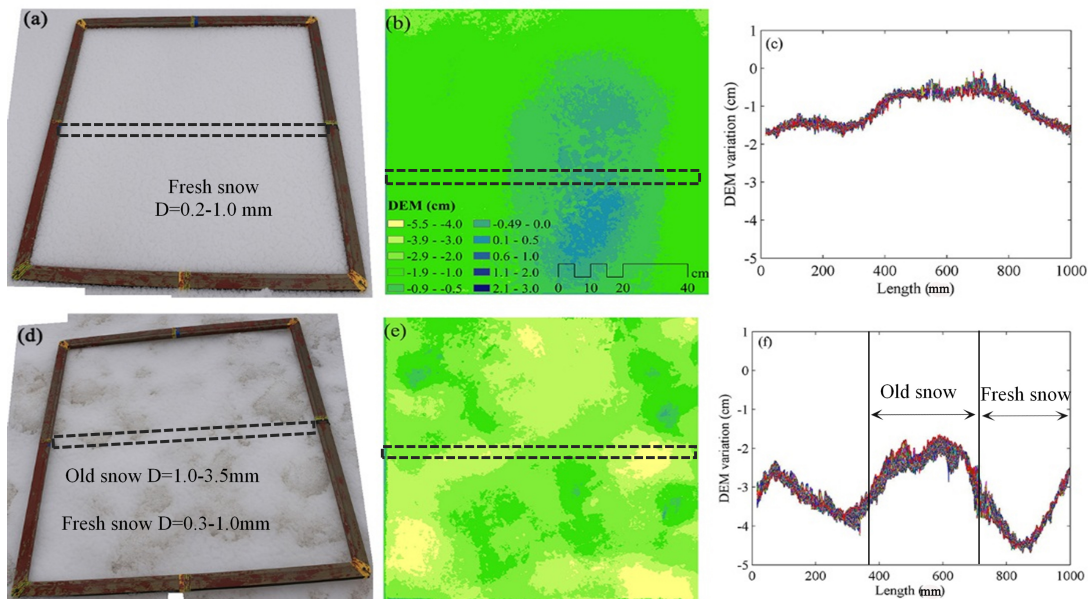 (a)
Fresh snow
D=0.2-1.0 mm
(b)
DEM (cm)
-5.5 - -4.0
-3.9 - -3.0
-2.9 - -2.0
-1.9 - -1.0
-0.9 - -0.5
-0.49 - 0.0
0.1 - 0.5
0.6 - 1.0
1.1 - 2.0
2.1 - 3.0
cm
0 10 20 40
(c)
DEM variation (cm)
1
0
-1
-2
-3
-4
-5
0 200 400 600 800 1000
Length (mm)
(d)
Old snow D=1.0-3.5mm
Fresh snow D=0.3-1.0mm
(e)
(f)
Old snow
Fresh snow
DEM variation (cm)
1
0
-1
-2
-3
-4
-5
0 200 400 600 800 1000
Length (mm)